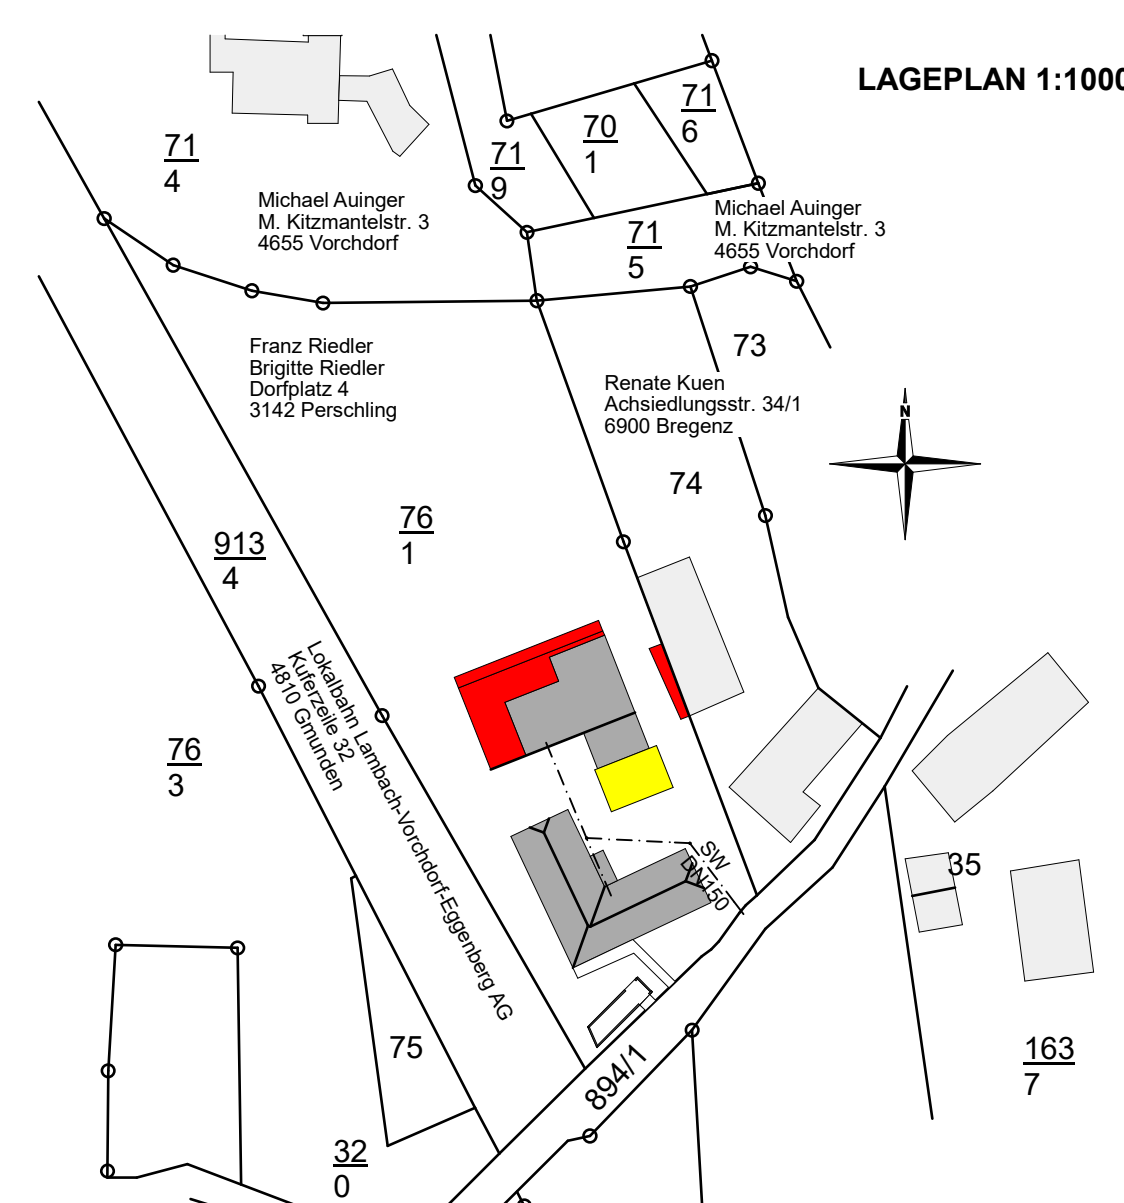 LAGEPLAN 1:1000
71
6
70
1
71
4
71
9
Michael Auinger
M. Kitzmantelstr. 3
4655 Vorchdorf
Michael Auinger
M. Kitzmantelstr. 3
4655 Vorchdorf
71
5
Franz Riedler
Brigitte Riedler
Dorfplatz 4
3142 Perschling
73
Renate Kuen
Achsiedlungsstr. 34/1
6900 Bregenz
N
74
76
1
913
4
Lokalbahn Lambach-Vorchdorf-Eggenberg AG
Kuferzeile 32
4810 Gmunden
76
3
SW
DN150
35
75
894/1
163
7
32
0